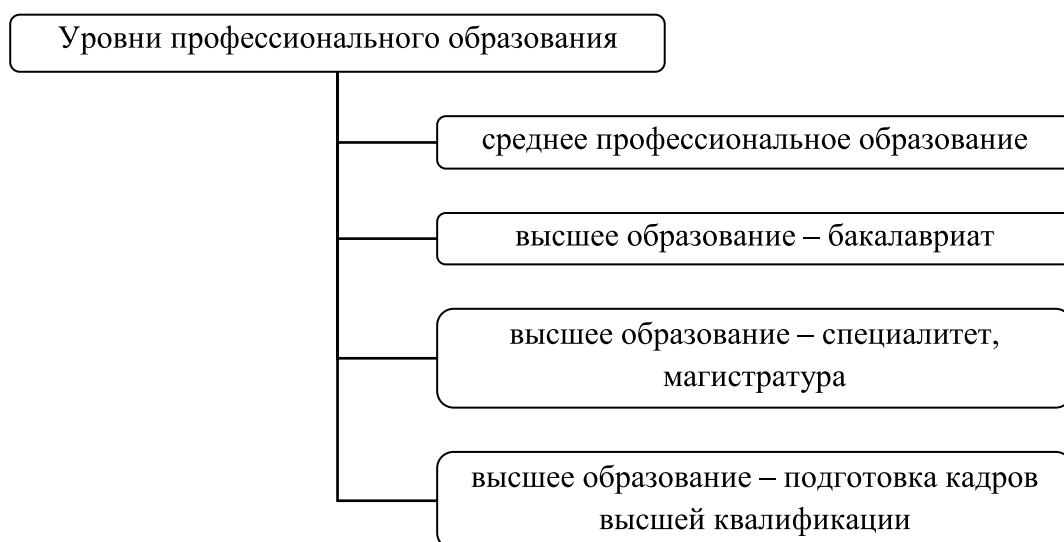 Уровни профессионального образования
среднее профессиональное образование
высшее образование – бакалавриат
высшее образование – специалитет,
магистратура
высшее образование – подготовка кадров
высшей квалификации